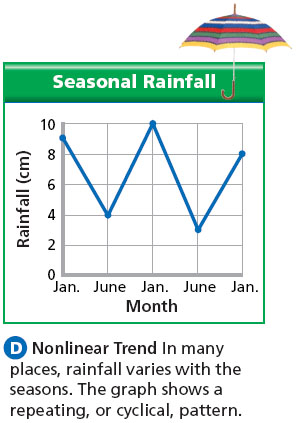 Seasonal Rainfall
Rainfall (cm)
10
8
6
4
2
0
Jan. June Jan. June Jan.
Month
D Nonlinear Trend In many
places, rainfall varies with the
seasons. The graph shows a
repeating, or cyclical, pattern.